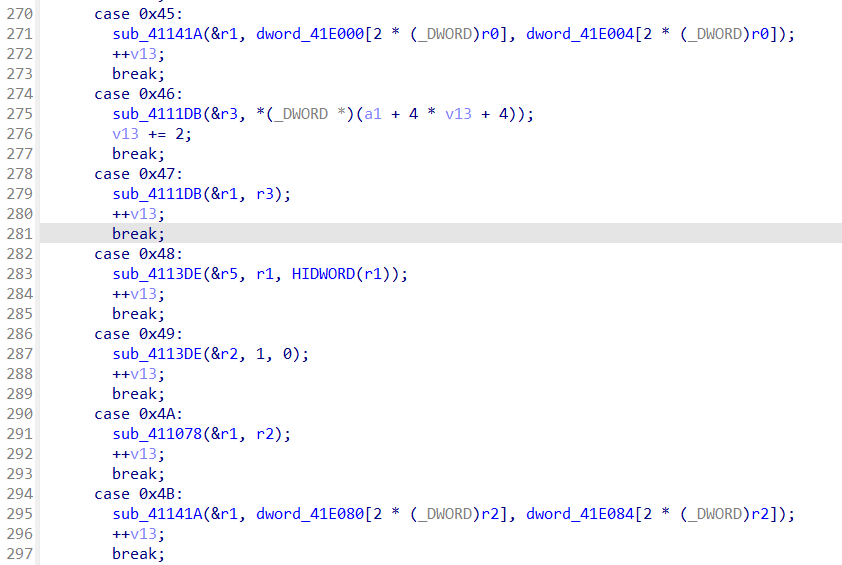 270 case 0x45:
271 sub_41141A(&r1, dword_41E000[2 * (_DWORD)r0], dword_41E004[2 * (_DWORD)r0]);
272 ++v13;
273 break;
274 case 0x46:
275 sub_4111DB(&r3, *(_DWORD *)(a1 + 4 * v13 + 4));
276 v13 += 2;
277 break;
278 case 0x47:
279 sub_4111DB(&r1, r3);
280 ++v13;
281 break;
282 case 0x48:
283 sub_4113DE(&r5, r1, HIDWORD(r1));
284 ++v13;
285 break;
286 case 0x49:
287 sub_4113DE(&r2, 1, 0);
288 ++v13;
289 break;
290 case 0x4A:
291 sub_411078(&r1, r2);
292 ++v13;
293 break;
294 case 0x4B:
295 sub_41141A(&r1, dword_41E080[2 * (_DWORD)r2], dword_41E084[2 * (_DWORD)r2]);
296 ++v13;
297 break;